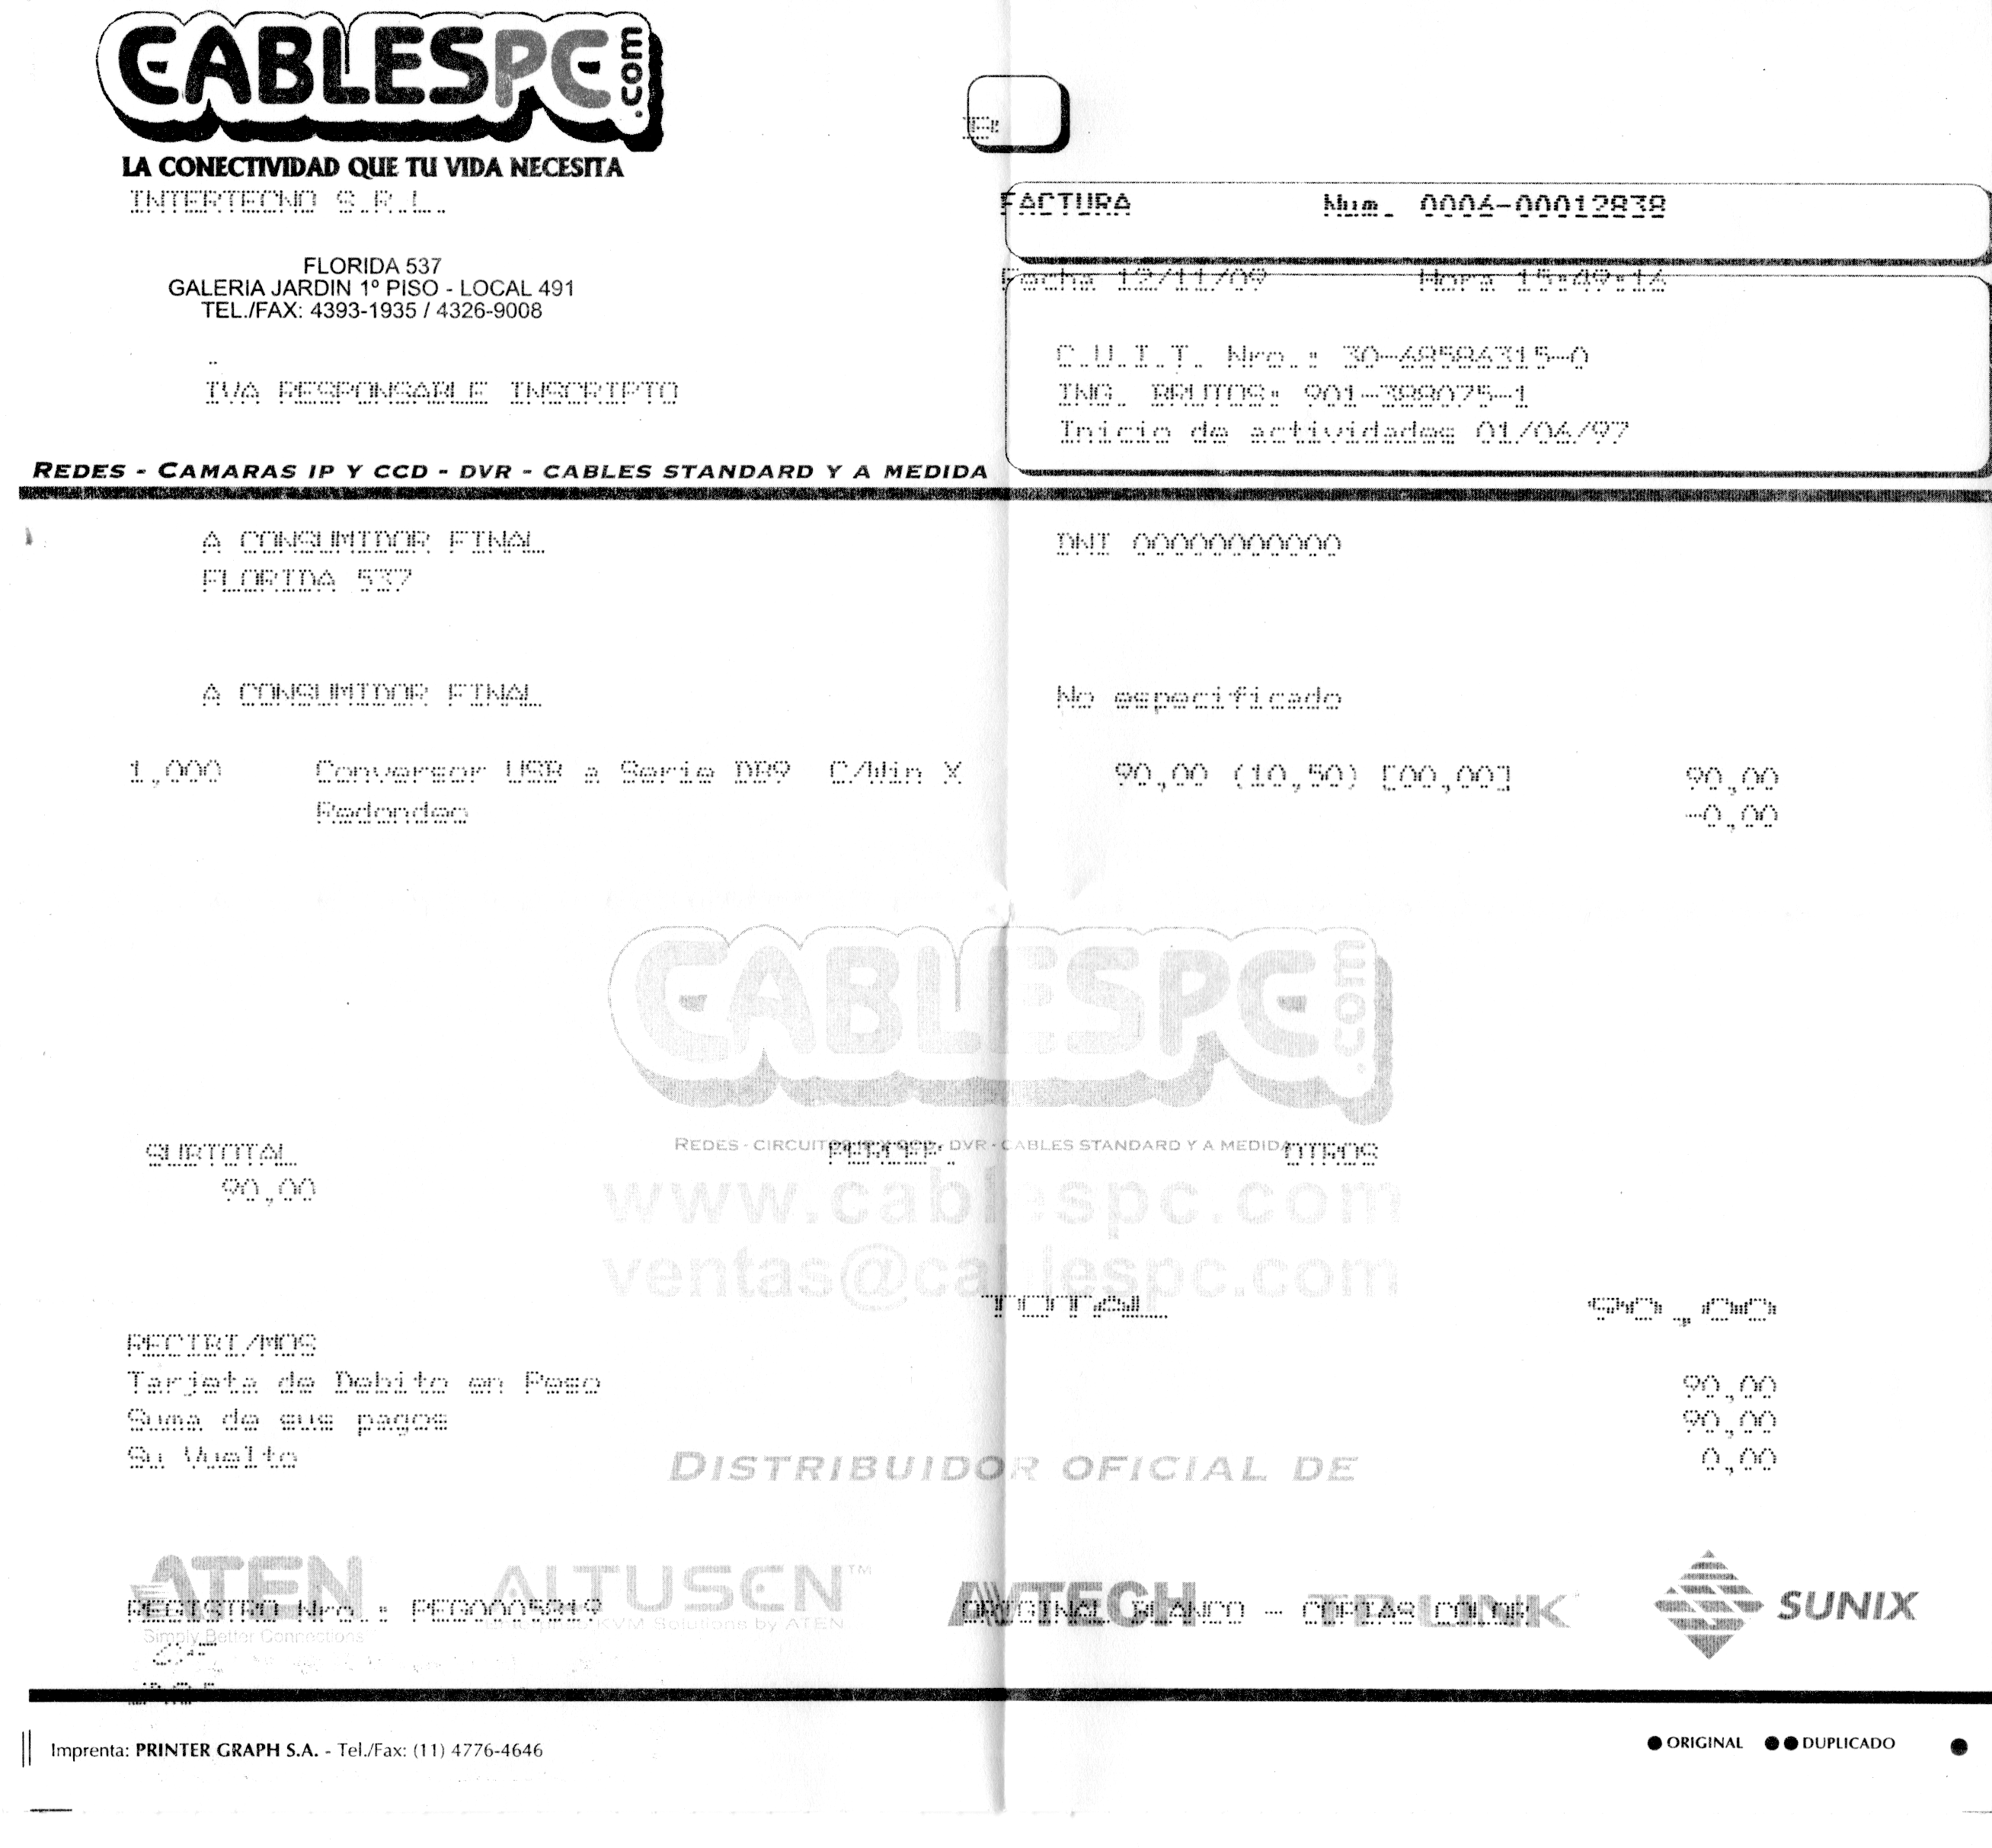 CABLESPC.com
LA CONECTIVIDAD QUE TU VIDA NECESITA
INTERTECNO S.R.L.
FACTURA Num. 0006-00012838
FLORIDA 537
GALERIA JARDIN 1º PISO - LOCAL 491
TEL./FAX: 4393-1935 / 4326-9008
Fecha 12/11/09 Hora 15:49:16
C.U.I.T. Nro.: 30-68586315-0
IVA RESPONSABLE INSCRIPTO
ING. BRUTOS: 901-388075-1
Inicio de actividades 01/06/97
REDES - CAMARAS IP Y CCD - DVR - CABLES STANDARD Y A MEDIDA
A CONSUMIDOR FINAL DNI 00000000000
FLORIDA 537
A CONSUMIDOR FINAL No especificado
1,000 Conversor USB a Serie DB9 C/Win X 90,00 (10,50) [00,00] 90,00
Redondeo -0,00
CABLESPC.com
REDES - CIRCUITOS DVR - CABLES STANDARD Y A MEDIDA
SUBTOTAL PERCEP. OTROS
90,00
www.cablespc.com
ventas@cablespc.com
TOTAL 90,00
RECIBI/MOS
Tarjeta de Debito en Peso 90,00
Suma de sus pagos 90,00
Su Vuelto 0,00
DISTRIBUIDOR OFICIAL DE
ATEN ALTUSEN™ AVTECH TP-LINK SUNIX
REGISTRO Nro.: PEG0005819 ORIGINAL BLANCO - COPIAS COLOR
Simply Better Connections Enterprise KVM Solutions by ATEN
Imprenta: PRINTER GRAPH S.A. - Tel./Fax: (11) 4776-4646
ORIGINAL DUPLICADO